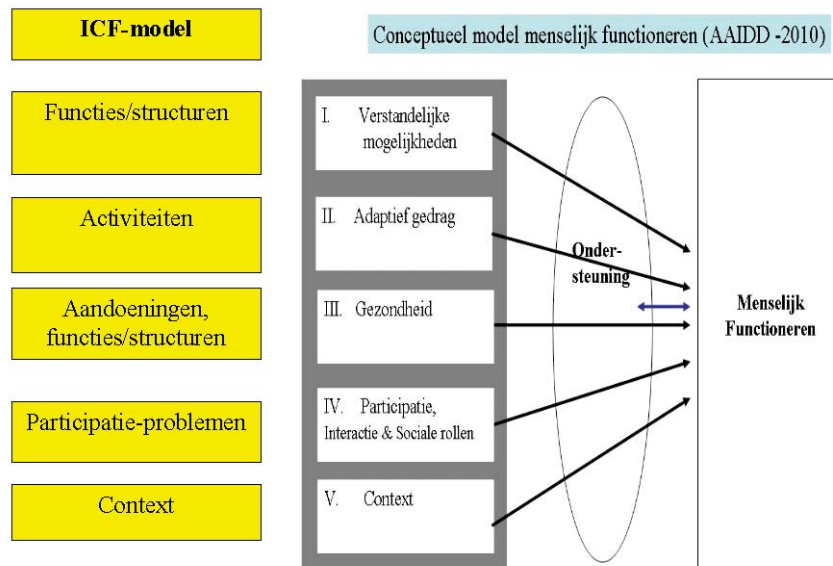 ICF-model
Conceptueel model menselijk functioneren (AAIDD -2010)
Functies/structuren
Activiteiten
Aandoeningen,
functies/structuren
Participatie-problemen
Context
I. Verstandelijke
mogelijkheden
II. Adaptief gedrag
III. Gezondheid
IV. Participatie,
Interactie & Sociale rollen
V. Context
Onder-
steuning
Menselijk
Functioneren